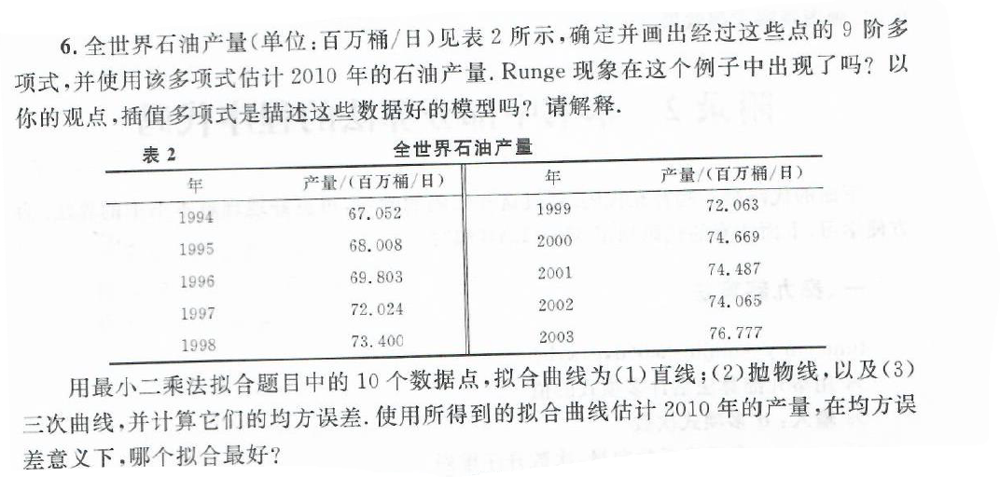 6. 全世界石油产量(单位:百万桶/日)见表 2 所示,确定并画出经过这些点的 9 阶多
项式,并使用该多项式估计 2010 年的石油产量. Runge 现象在这个例子中出现了吗? 以
你的观点,插值多项式是描述这些数据好的模型吗? 请解释.
表 2 全世界石油产量
年 产量/(百万桶/日) 年 产量/(百万桶/日)
1994 67.052 1999 72.063
1995 68.008 2000 74.669
1996 69.803 2001 74.487
1997 72.024 2002 74.065
1998 73.400 2003 76.777
用最小二乘法拟合题目中的 10 个数据点,拟合曲线为(1)直线;(2)抛物线,以及(3)
三次曲线,并计算它们的均方误差. 使用所得到的拟合曲线估计 2010 年的产量,在均方误
差意义下,哪个拟合最好?